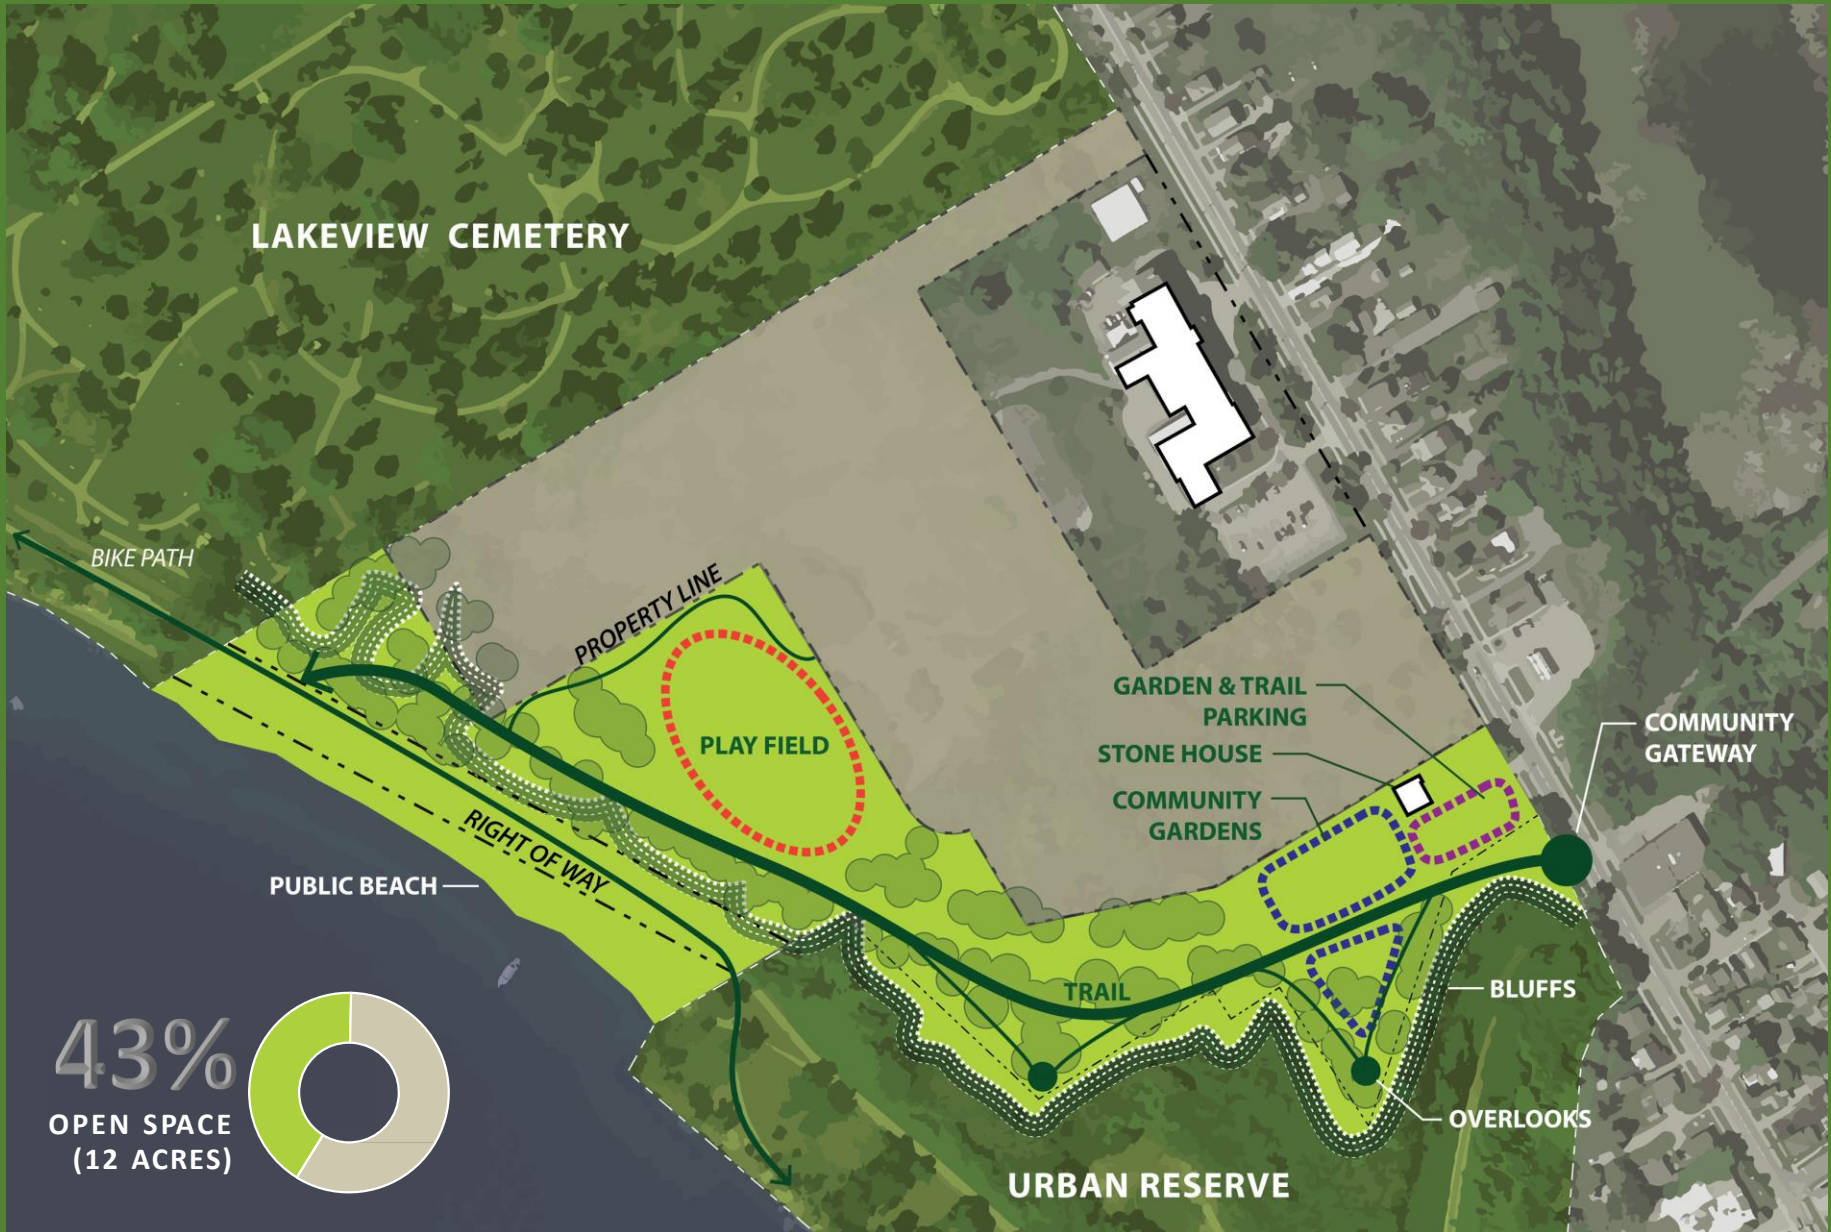 LAKEVIEW CEMETERY
BIKE PATH
PROPERTY LINE
PLAY FIELD
GARDEN & TRAIL
PARKING
STONE HOUSE
COMMUNITY
GARDENS
COMMUNITY
GATEWAY
RIGHT OF WAY
PUBLIC BEACH
TRAIL
BLUFFS
OVERLOOKS
URBAN RESERVE
43%
OPEN SPACE
(12 ACRES)